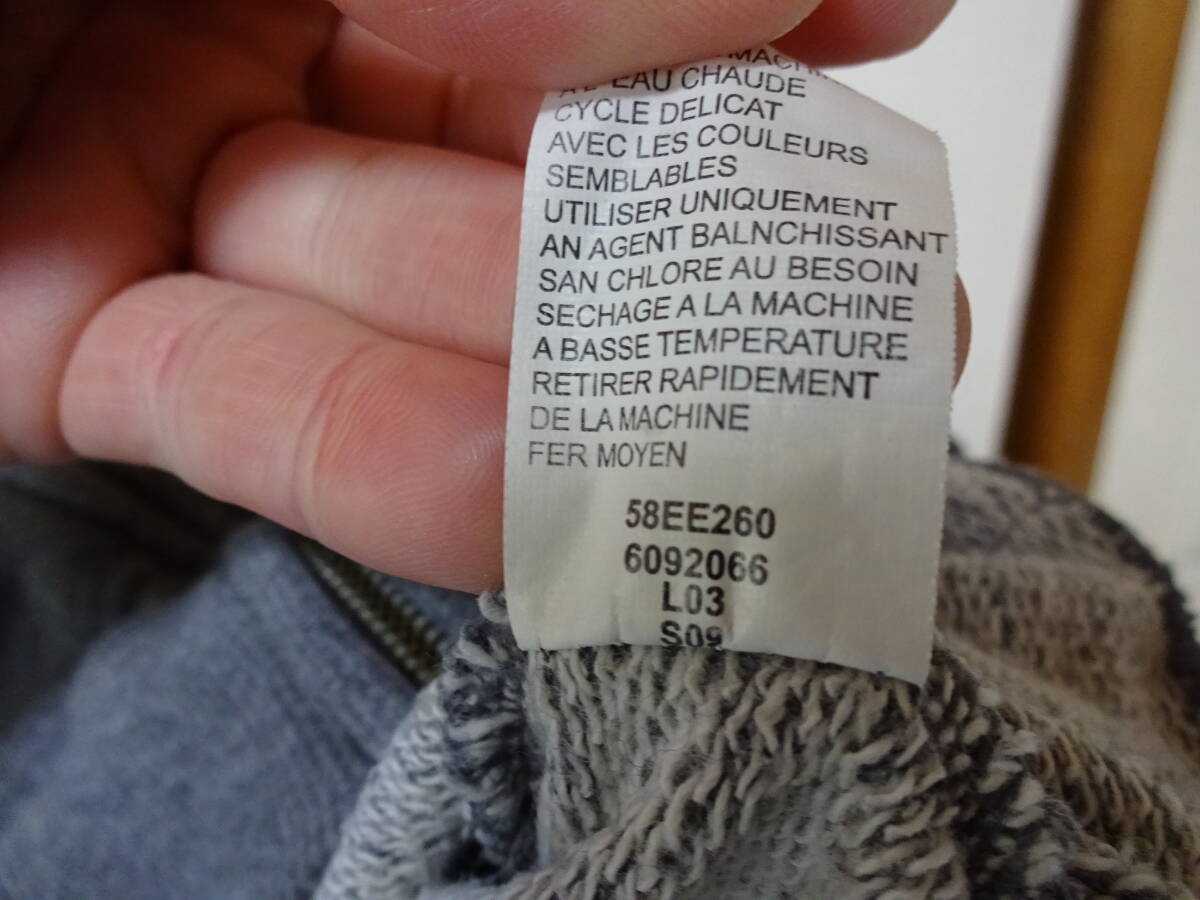 EAU CHAUDE
CYCLE DELICAT
AVEC LES COULEURS
SEMBLABLES
UTILISER UNIQUEMENT
AN AGENT BALNCHISSANT
SAN CHLORE AU BESOIN
SECHAGE A LA MACHINE
A BASSE TEMPERATURE
RETIRER RAPIDEMENT
DE LA MACHINE
FER MOYEN
58EE260
6092066
L03
S09